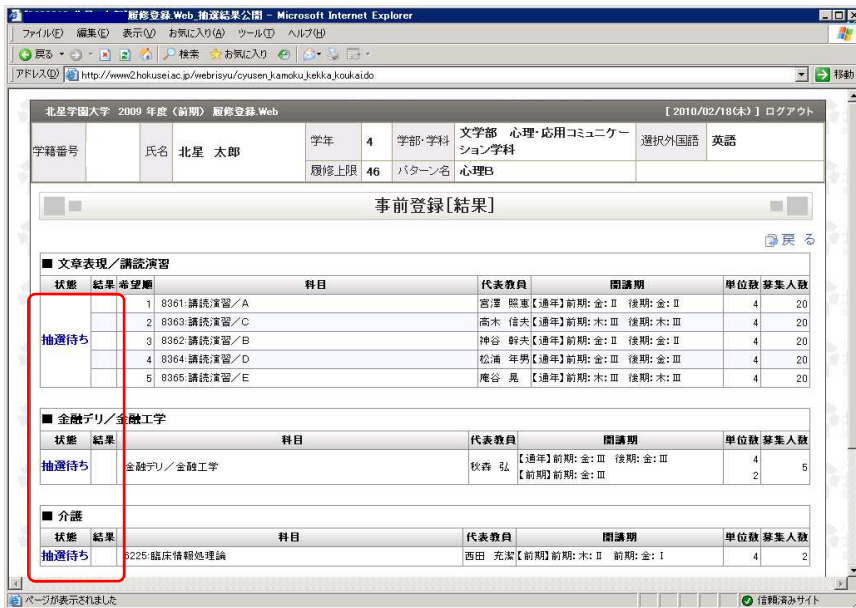 履修登録.Web_抽選結果公開 - Microsoft Internet Explorer
ファイル(F) 編集(E) 表示(V) お気に入り(A) ツール(T) ヘルプ(H)
戻る 検索 お気に入り
アドレス(D) http://www2.hokusei.ac.jp/webrisyu/cyusen_kamoku_kekka_koukai.do 移動
北星学園大学 2009 年度（前期） 履修登録.Web [ 2010/02/18(木) ] ログアウト
学籍番号 氏名 北星 太郎 学年 4 学部・学科 文学部 心理・応用コミュニケーション学科 選択外国語 英語
履修上限 46 パターン名 心理B
事前登録[結果]
戻 る
■ 文章表現／講読演習
状態 結果 希望順 科目 代表教員 開講期 単位数 募集人数
抽選待ち
1 8361:講読演習／A 宮澤 照恵 【通年】前期:金:Ⅱ 後期:金:Ⅱ 4 20
2 8363:講読演習／C 高木 信夫 【通年】前期:木:Ⅲ 後期:木:Ⅲ 4 20
3 8362:講読演習／B 神谷 幹夫 【通年】前期:金:Ⅱ 後期:金:Ⅱ 4 20
4 8364:講読演習／D 松浦 年男 【通年】前期:金:Ⅲ 後期:金:Ⅲ 4 20
5 8365:講読演習／E 庵谷 晃 【通年】前期:木:Ⅲ 後期:木:Ⅲ 4 20
■ 金融デリ／金融工学
状態 結果 科目 代表教員 開講期 単位数 募集人数
抽選待ち 金融デリ／金融工学 秋森 弘 【通年】前期:金:Ⅲ 後期:金:Ⅲ 4 5
【前期】前期:金:Ⅲ 2
■ 介護
状態 結果 科目 代表教員 開講期 単位数 募集人数
抽選待ち 6225:臨床情報処理論 西田 充潔 【前期】前期:木:Ⅱ 前期:金:Ⅰ 4 2
ページが表示されました 信頼済みサイト